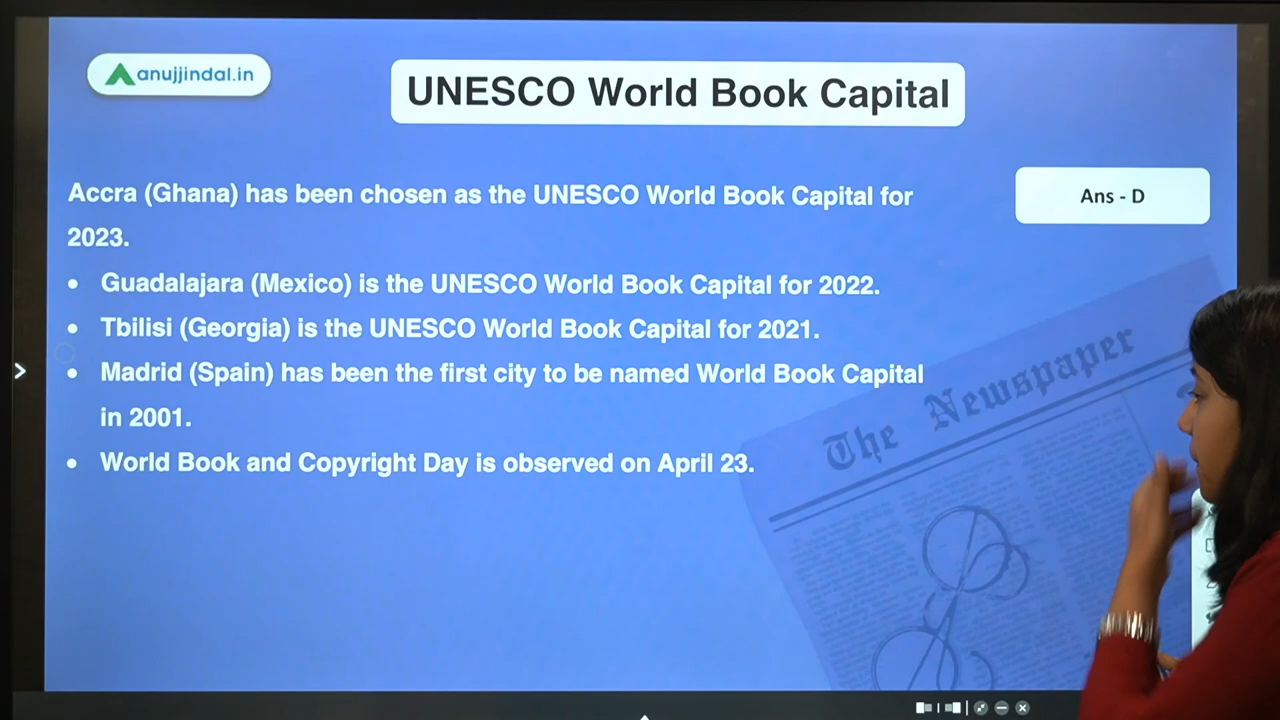 anujjindal.in
UNESCO World Book Capital
Accra (Ghana) has been chosen as the UNESCO World Book Capital for
2023.
Ans - D
• Guadalajara (Mexico) is the UNESCO World Book Capital for 2022.
• Tbilisi (Georgia) is the UNESCO World Book Capital for 2021.
• Madrid (Spain) has been the first city to be named World Book Capital
in 2001.
• World Book and Copyright Day is observed on April 23.
The Newspaper